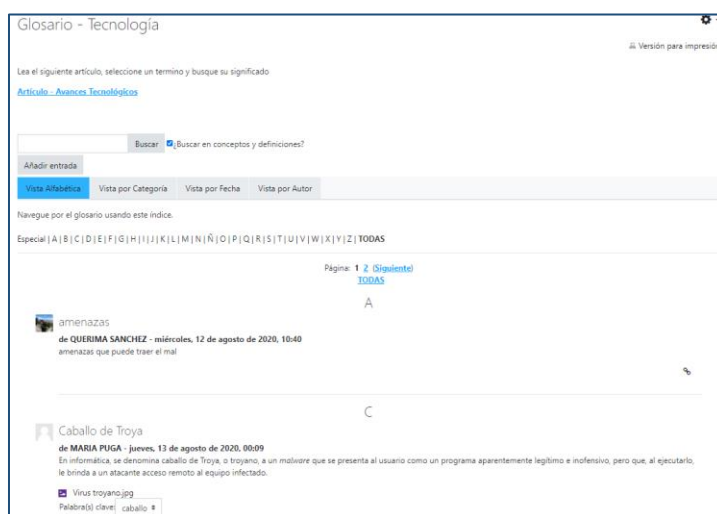 Glosario - Tecnología
Versión para impresión
Lea el siguiente artículo, seleccione un termino y busque su significado
Artículo - Avances Tecnológicos
Buscar ¿Buscar en conceptos y definiciones?
Añadir entrada
Vista Alfabética Vista por Categoría Vista por Fecha Vista por Autor
Navegue por el glosario usando este índice.
Especial | A | B | C | D | E | F | G | H | I | J | K | L | M | N | Ñ | O | P | Q | R | S | T | U | V | W | X | Y | Z | TODAS
Página: 1 2 (Siguiente)
TODAS
A
amenazas
de QUERIMA SANCHEZ - miércoles, 12 de agosto de 2020, 10:40
amenazas que puede traer el mal
C
Caballo de Troya
de MARIA PUGA - jueves, 13 de agosto de 2020, 00:09
En informática, se denomina caballo de Troya, o troyano, a un malware que se presenta al usuario como un programa aparentemente legítimo e inofensivo, pero que, al ejecutarlo,
le brinda a un atacante acceso remoto al equipo infectado.
Virus troyano.jpg
Palabra(s) clave: caballo